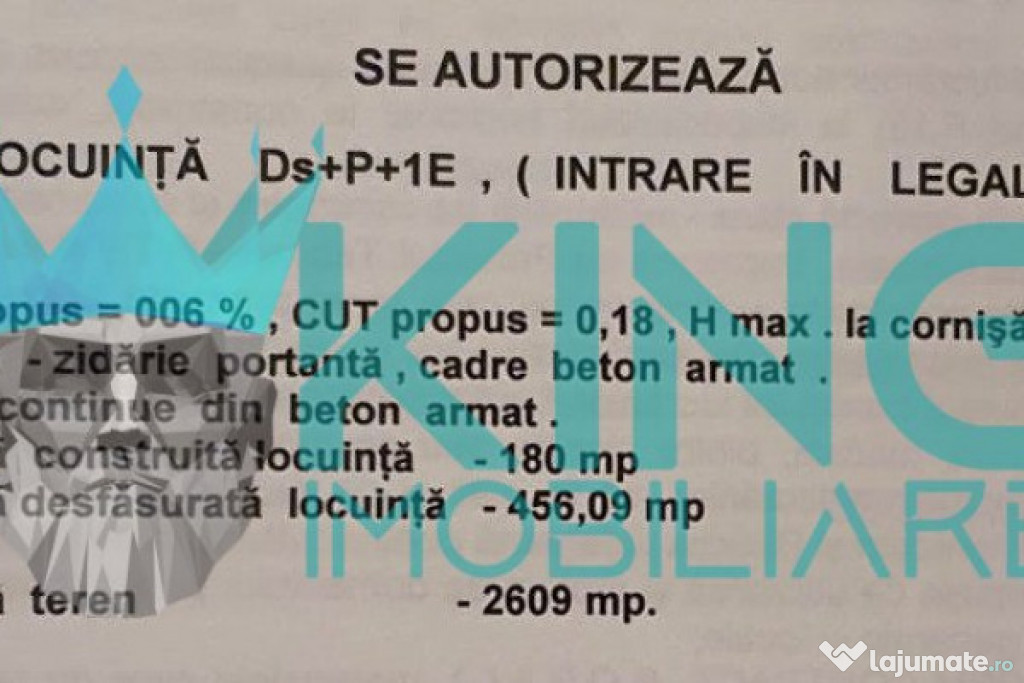 SE AUTORIZEAZĂ
OCUINȚĂ Ds+P+1E , ( INTRARE ÎN LEGAL
opus = 006 % , CUT propus = 0,18 , H max . la cornişă
- zidărie portantă , cadre beton armat .
continue din beton armat .
construită locuință - 180 mp
desfăsurată locuință - 456,09 mp
teren - 2609 mp.
KING
IMOBILIARE
lajumate.ro